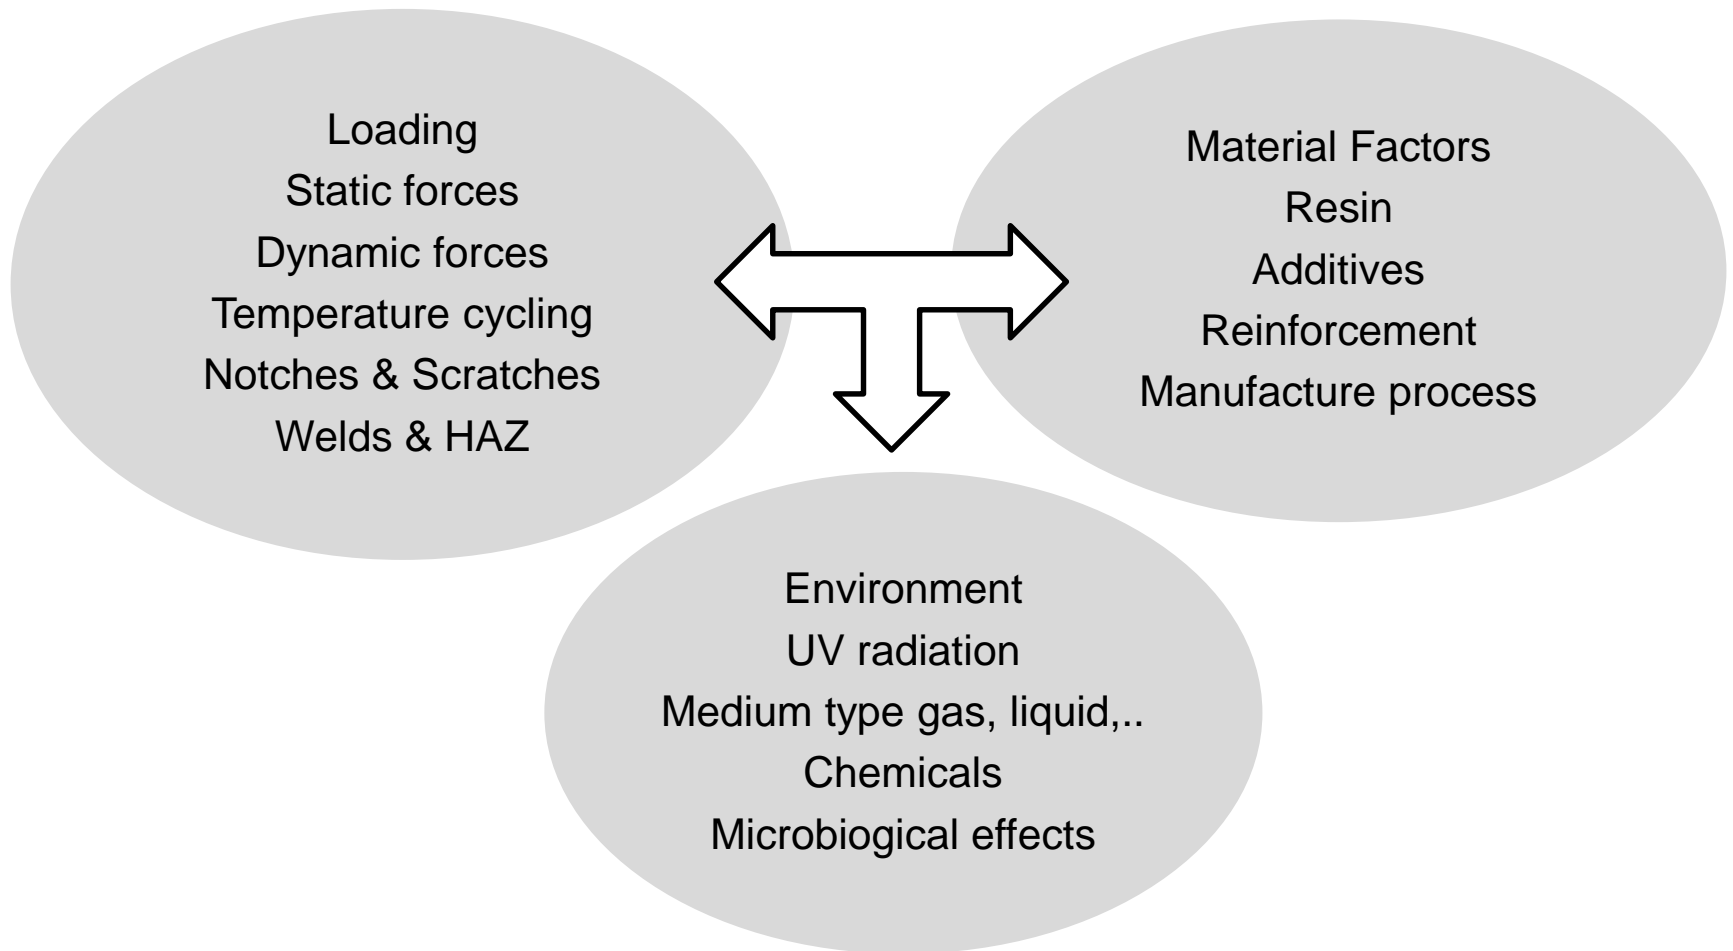 Loading
Static forces
Dynamic forces
Temperature cycling
Notches & Scratches
Welds & HAZ
Material Factors
Resin
Additives
Reinforcement
Manufacture process
Environment
UV radiation
Medium type gas, liquid,..
Chemicals
Microbiogical effects